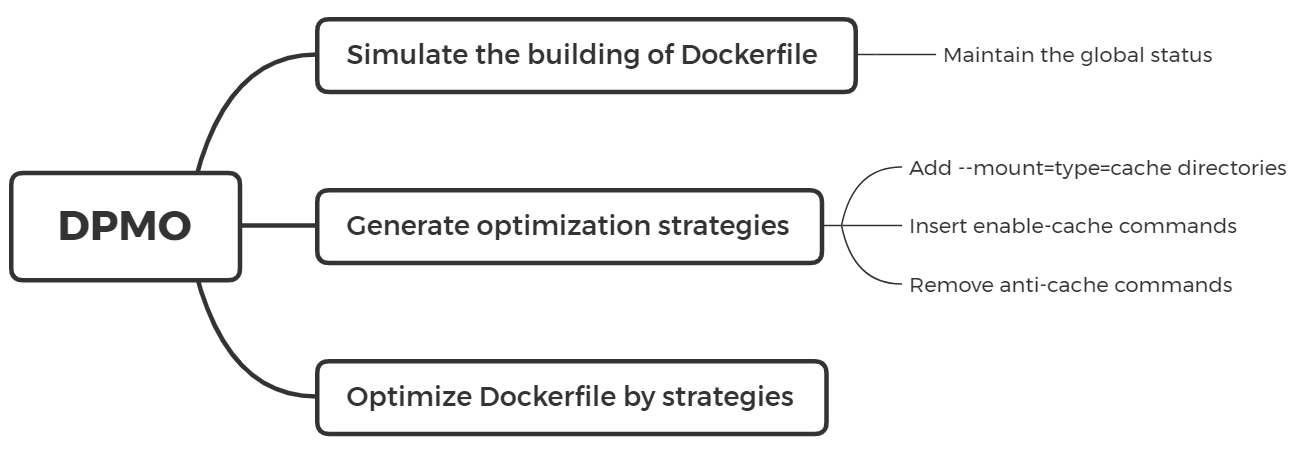 DPMO
Simulate the building of Dockerfile
Maintain the global status
Generate optimization strategies
Add --mount=type=cache directories
Insert enable-cache commands
Remove anti-cache commands
Optimize Dockerfile by strategies